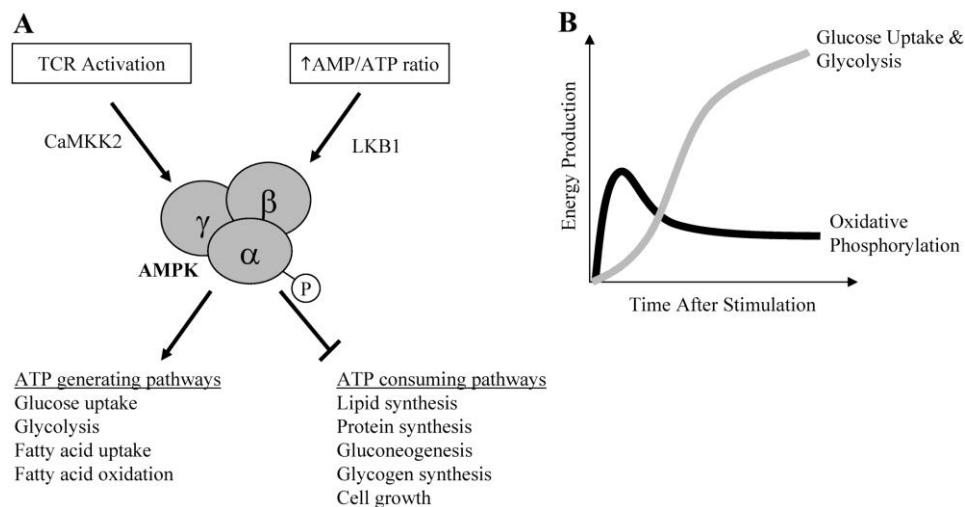 A
TCR Activation
↑AMP/ATP ratio
CaMKK2
LKB1
γ
β
α
AMPK
P
ATP generating pathways
Glucose uptake
Glycolysis
Fatty acid uptake
Fatty acid oxidation
ATP consuming pathways
Lipid synthesis
Protein synthesis
Gluconeogenesis
Glycogen synthesis
Cell growth
B
Energy Production
Glucose Uptake &
Glycolysis
Oxidative
Phosphorylation
Time After Stimulation